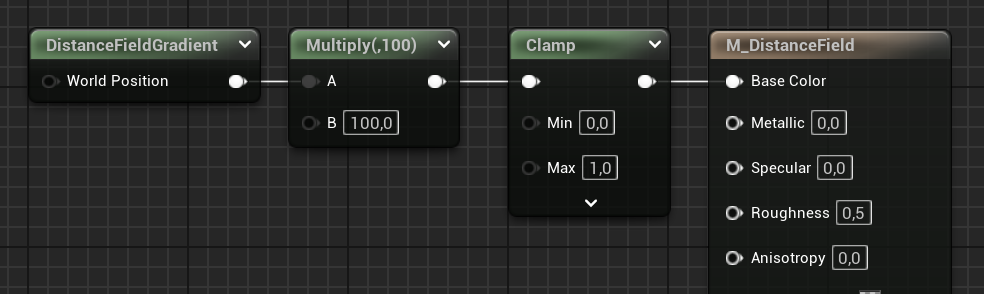 DistanceFieldGradient
World Position
Multiply(,100)
A
B 100,0
Clamp
Min 0,0
Max 1,0
M_DistanceField
Base Color
Metallic 0,0
Specular 0,0
Roughness 0,5
Anisotropy 0,0